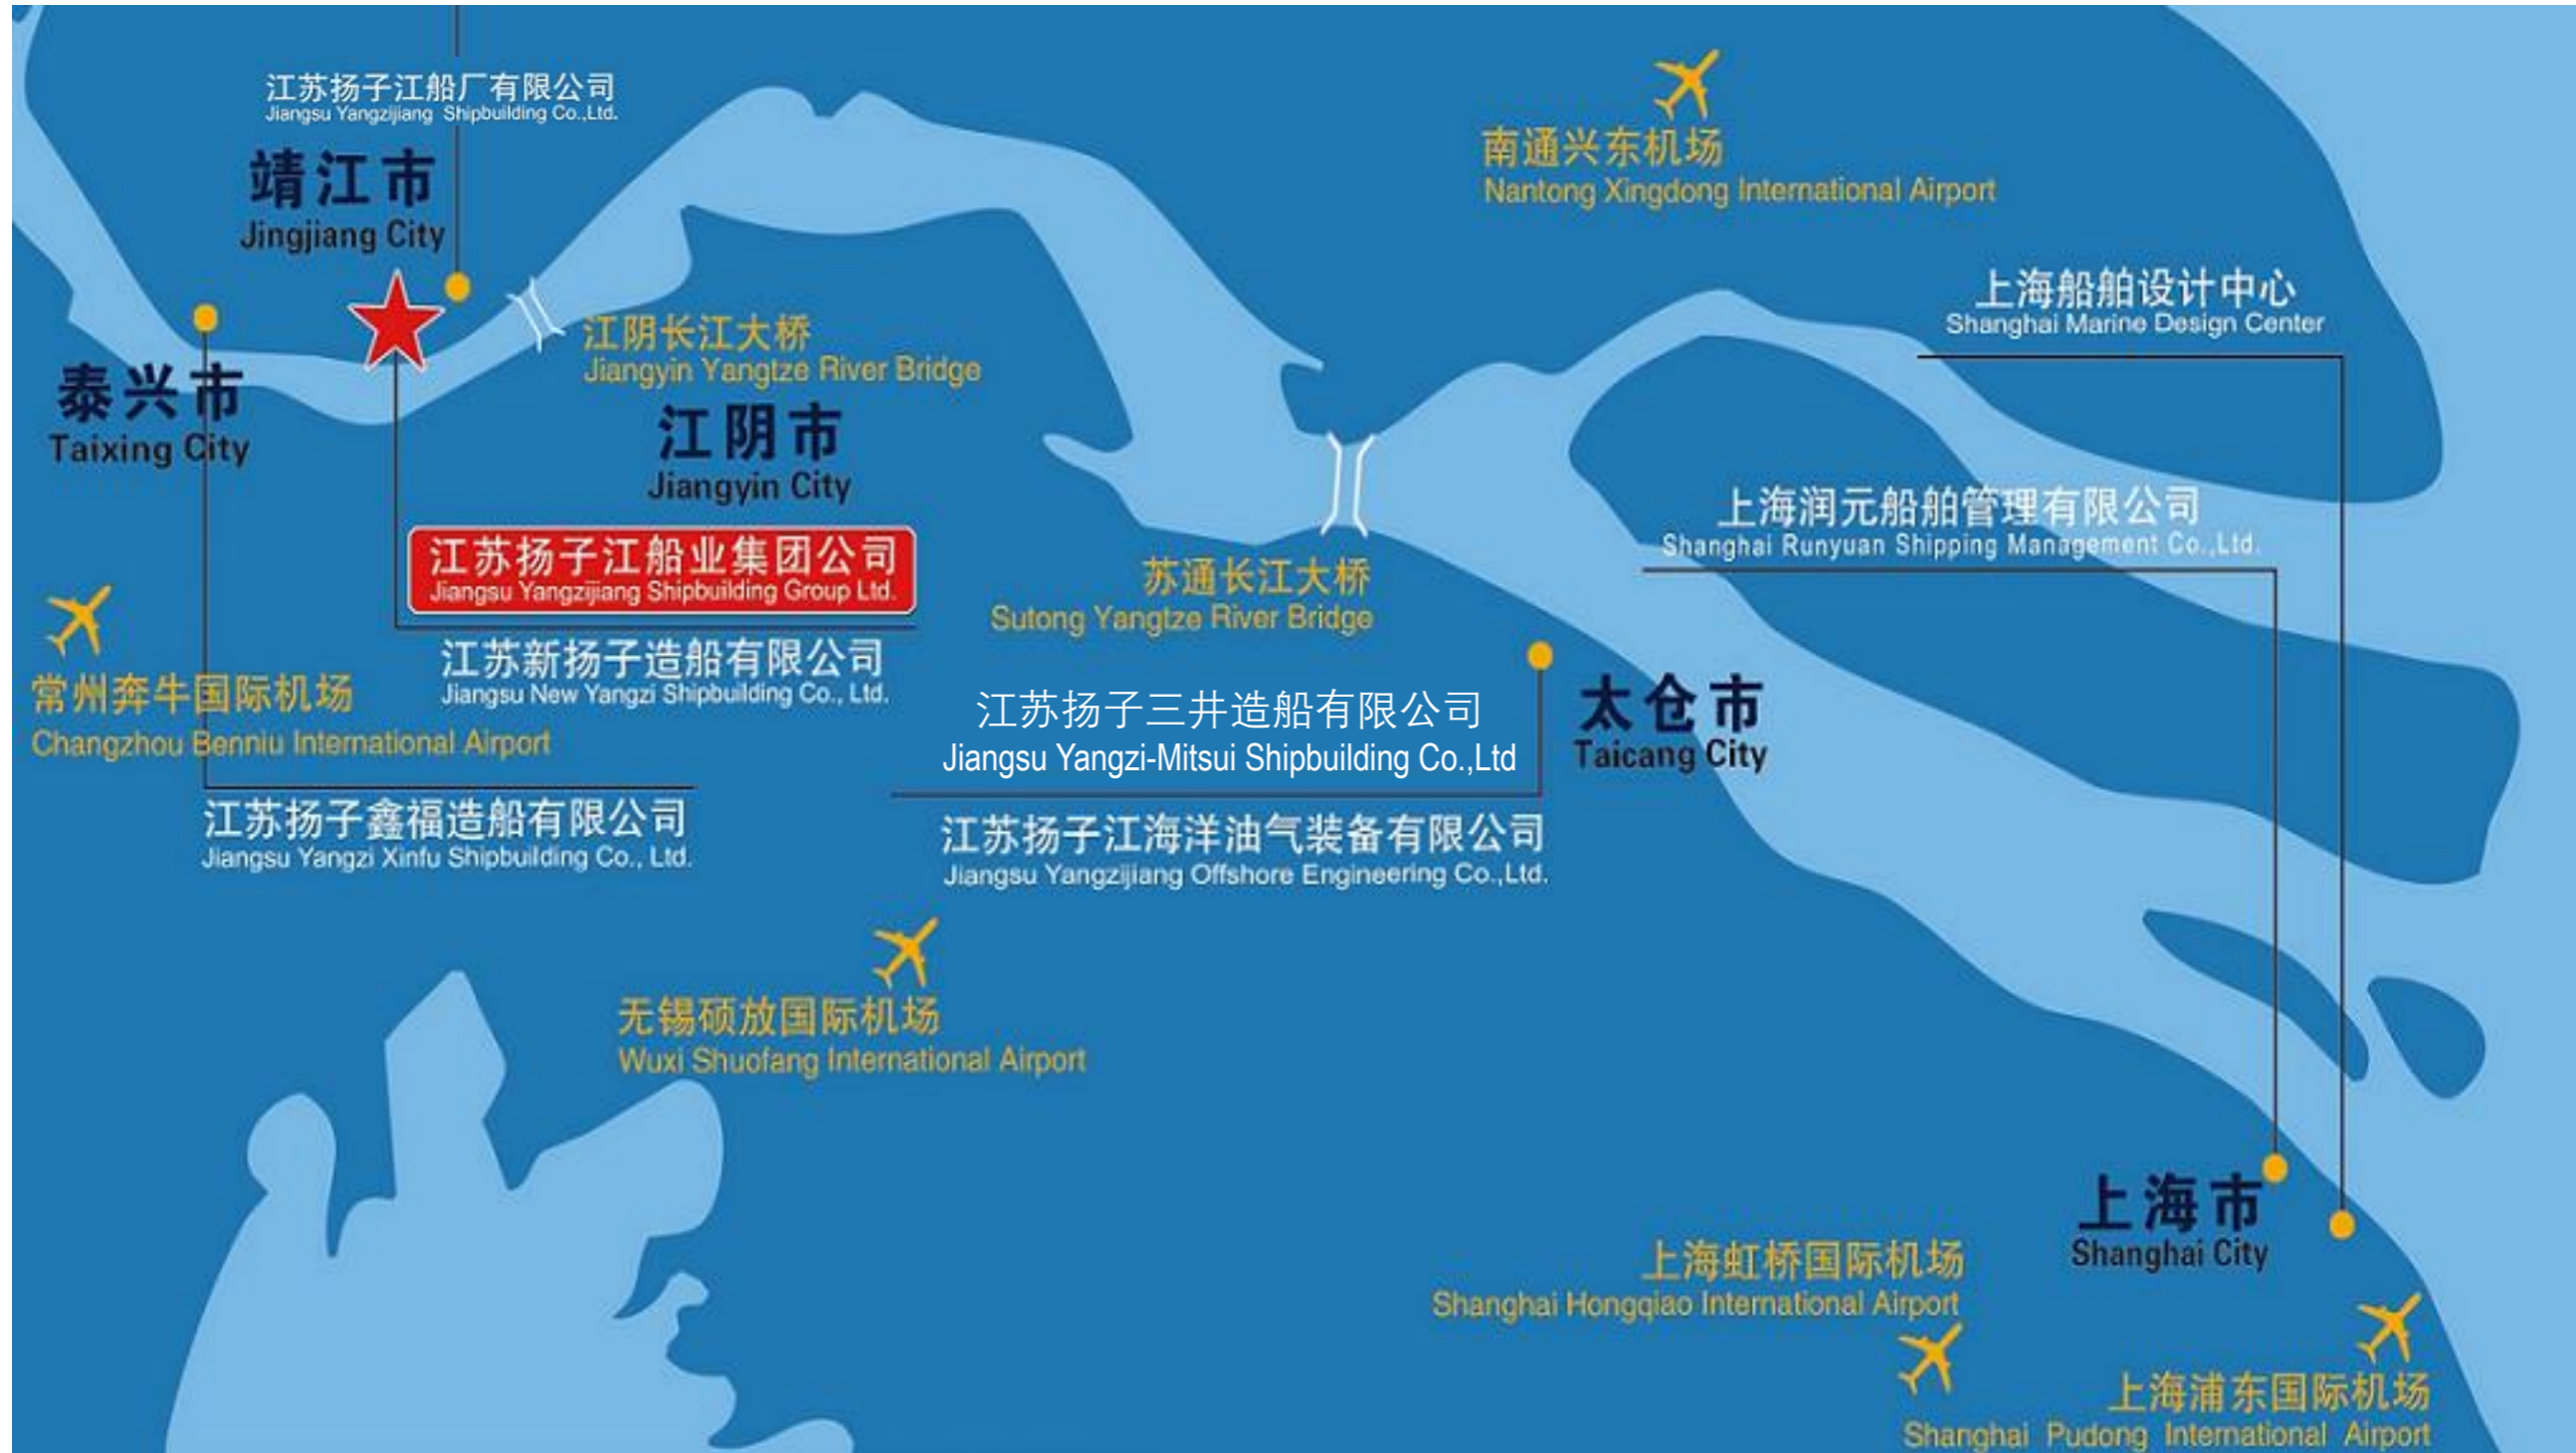 江苏扬子江船厂有限公司
Jiangsu Yangzijiang Shipbuilding Co.,Ltd.
靖江市
Jingjiang City
南通兴东机场
Nantong Xingdong International Airport
上海船舶设计中心
Shanghai Marine Design Center
江阴长江大桥
Jiangyin Yangtze River Bridge
泰兴市
Taixing City
江阴市
Jiangyin City
上海润元船舶管理有限公司
Shanghai Runyuan Shipping Management Co.,Ltd.
江苏扬子江船业集团公司
Jiangsu Yangzijiang Shipbuilding Group Ltd.
苏通长江大桥
Sutong Yangtze River Bridge
江苏新扬子造船有限公司
Jiangsu New Yangzi Shipbuilding Co., Ltd.
常州奔牛国际机场
Changzhou Benniu International Airport
江苏扬子三井造船有限公司
Jiangsu Yangzi-Mitsui Shipbuilding Co.,Ltd
太仓市
Taicang City
江苏扬子鑫福造船有限公司
Jiangsu Yangzi Xinfu Shipbuilding Co., Ltd.
江苏扬子江海洋油气装备有限公司
Jiangsu Yangzijiang Offshore Engineering Co.,Ltd.
无锡硕放国际机场
Wuxi Shuofang International Airport
上海市
Shanghai City
上海虹桥国际机场
Shanghai Hongqiao International Airport
上海浦东国际机场
Shanghai Pudong International Airport